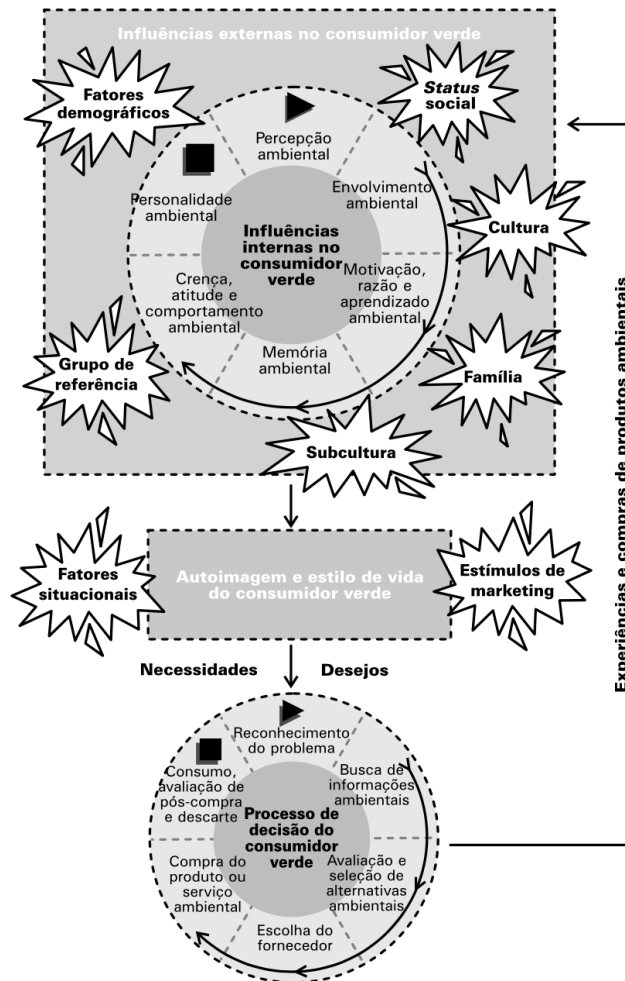 Influências externas no consumidor verde
Fatores
demográficos
Status
social
Percepção
ambiental
Personalidade
ambiental
Envolvimento
ambiental
Cultura
Influências
internas no
consumidor
verde
Crença,
atitude e
comportamento
ambiental
Motivação,
razão e
aprendizado
ambiental
Memória
ambiental
Grupo de
referência
Família
Subcultura
Experiências e compras de produtos ambientais
Fatores
situacionais
Autoimagem e estilo de vida
do consumidor verde
Estímulos de
marketing
Necessidades
Desejos
Reconhecimento
do problema
Consumo,
avaliação de
pós-compra
e descarte
Busca de
informações
ambientais
Processo de
decisão do
consumidor
verde
Compra do
produto ou
serviço
ambiental
Avaliação e
seleção de
alternativas
ambientais
Escolha do
fornecedor